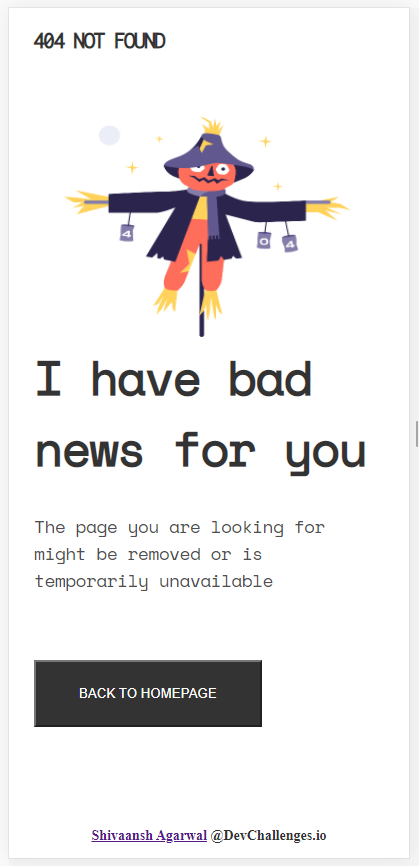 404 NOT FOUND
4
0 4
I have bad
news for you
The page you are looking for
might be removed or is
temporarily unavailable
BACK TO HOMEPAGE
Shivaansh Agarwal @DevChallenges.io